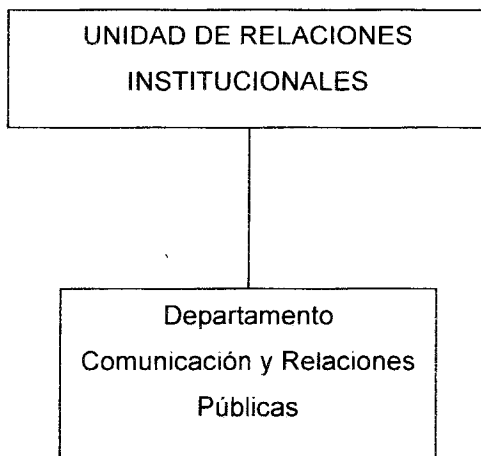 UNIDAD DE RELACIONES
INSTITUCIONALES
Departamento
Comunicación y Relaciones
Públicas